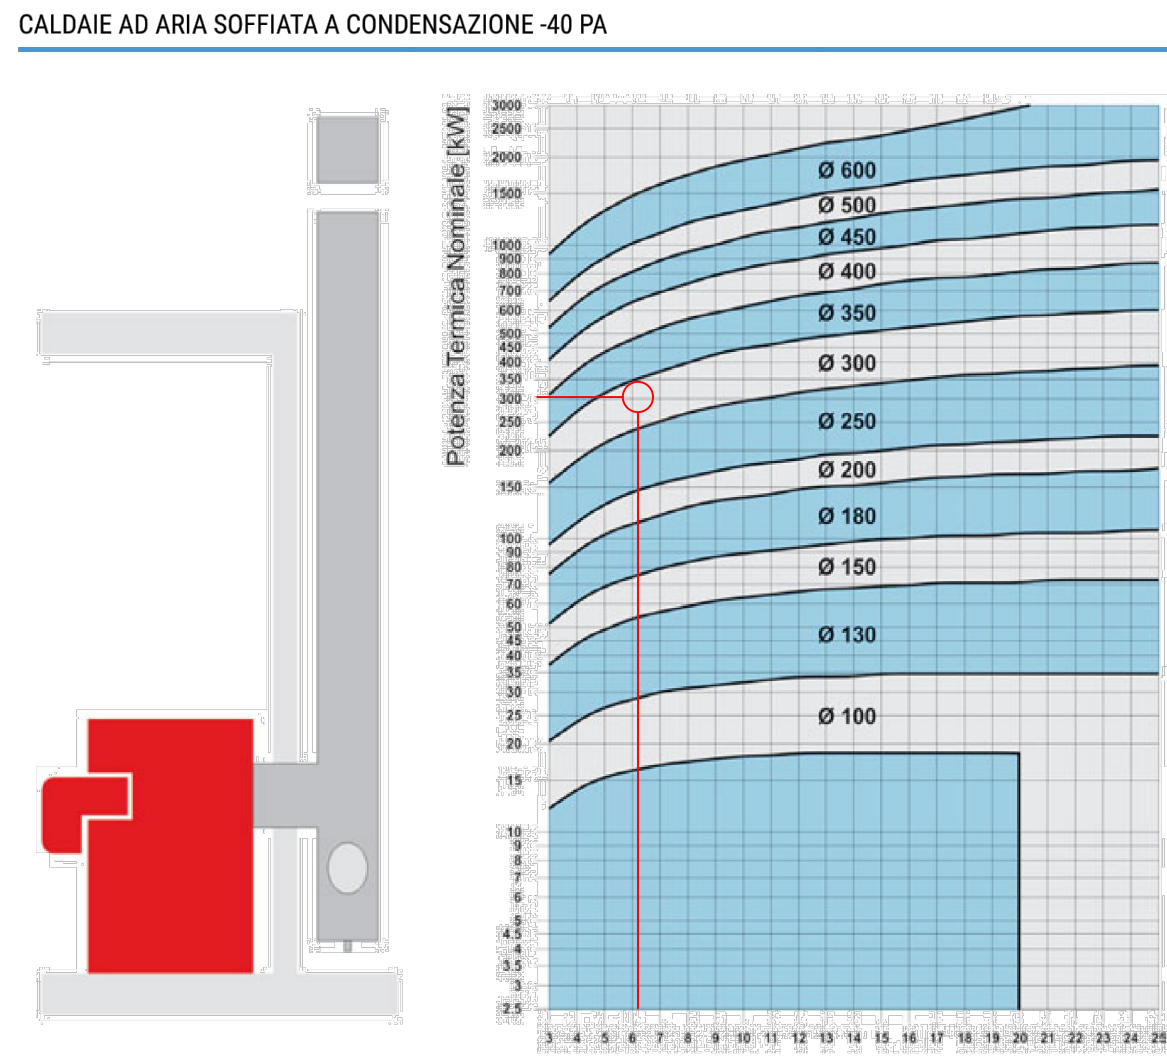 CALDAIE AD ARIA SOFFIATA A CONDENSAZIONE -40 PA
Potenza Termica Nominale [kW]
3000
2500
2000
1500
1000
900
800
700
600
500
450
400
350
300
250
200
150
100
90
80
70
60
50
45
40
35
30
25
20
15
10
9
8
7
6
5
4.5
4
3.5
3
2.5
Ø 600
Ø 500
Ø 450
Ø 400
Ø 350
Ø 300
Ø 250
Ø 200
Ø 180
Ø 150
Ø 130
Ø 100
3 4 5 6 7 8 9 10 11 12 13 14 15 16 17 18 19 20 21 22 23 24 25